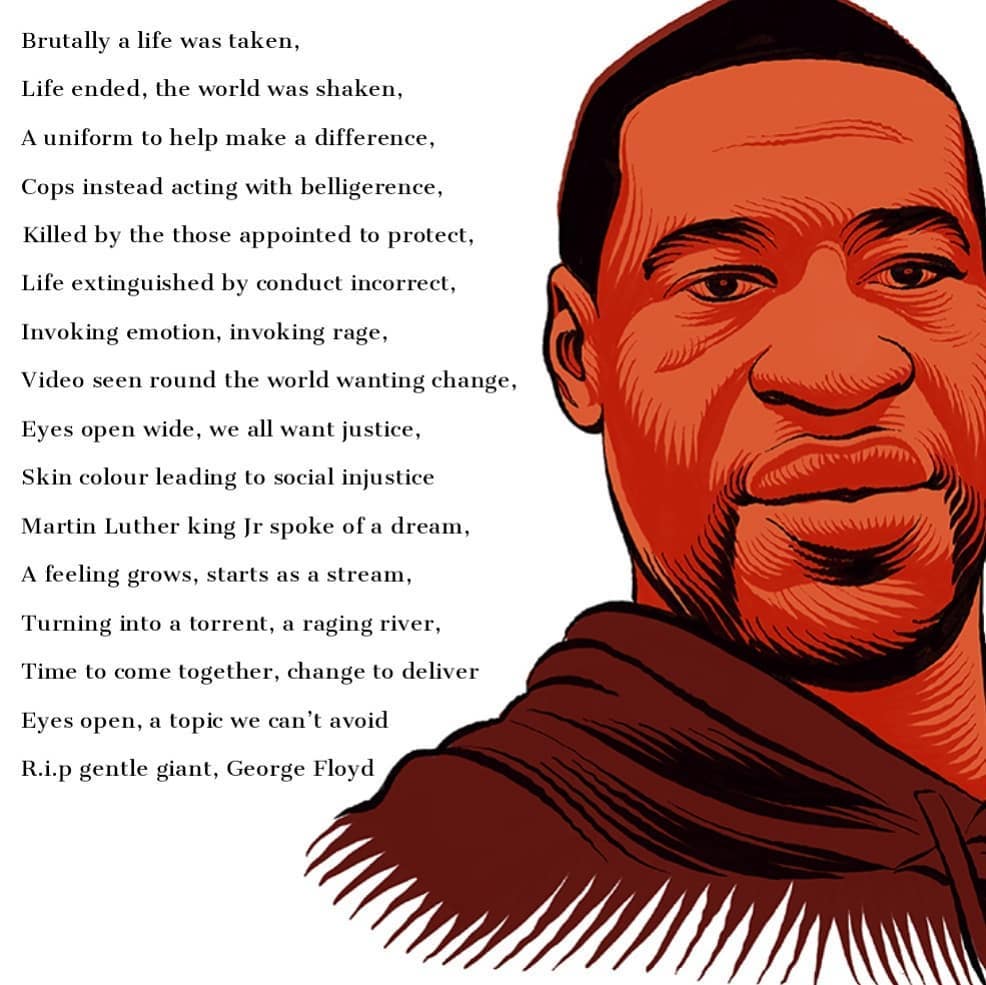 Brutally a life was taken,
Life ended, the world was shaken,
A uniform to help make a difference,
Cops instead acting with belligerence,
Killed by the those appointed to protect,
Life extinguished by conduct incorrect,
Invoking emotion, invoking rage,
Video seen round the world wanting change,
Eyes open wide, we all want justice,
Skin colour leading to social injustice
Martin Luther king Jr spoke of a dream,
A feeling grows, starts as a stream,
Turning into a torrent, a raging river,
Time to come together, change to deliver
Eyes open, a topic we can’t avoid
R.i.p gentle giant, George Floyd